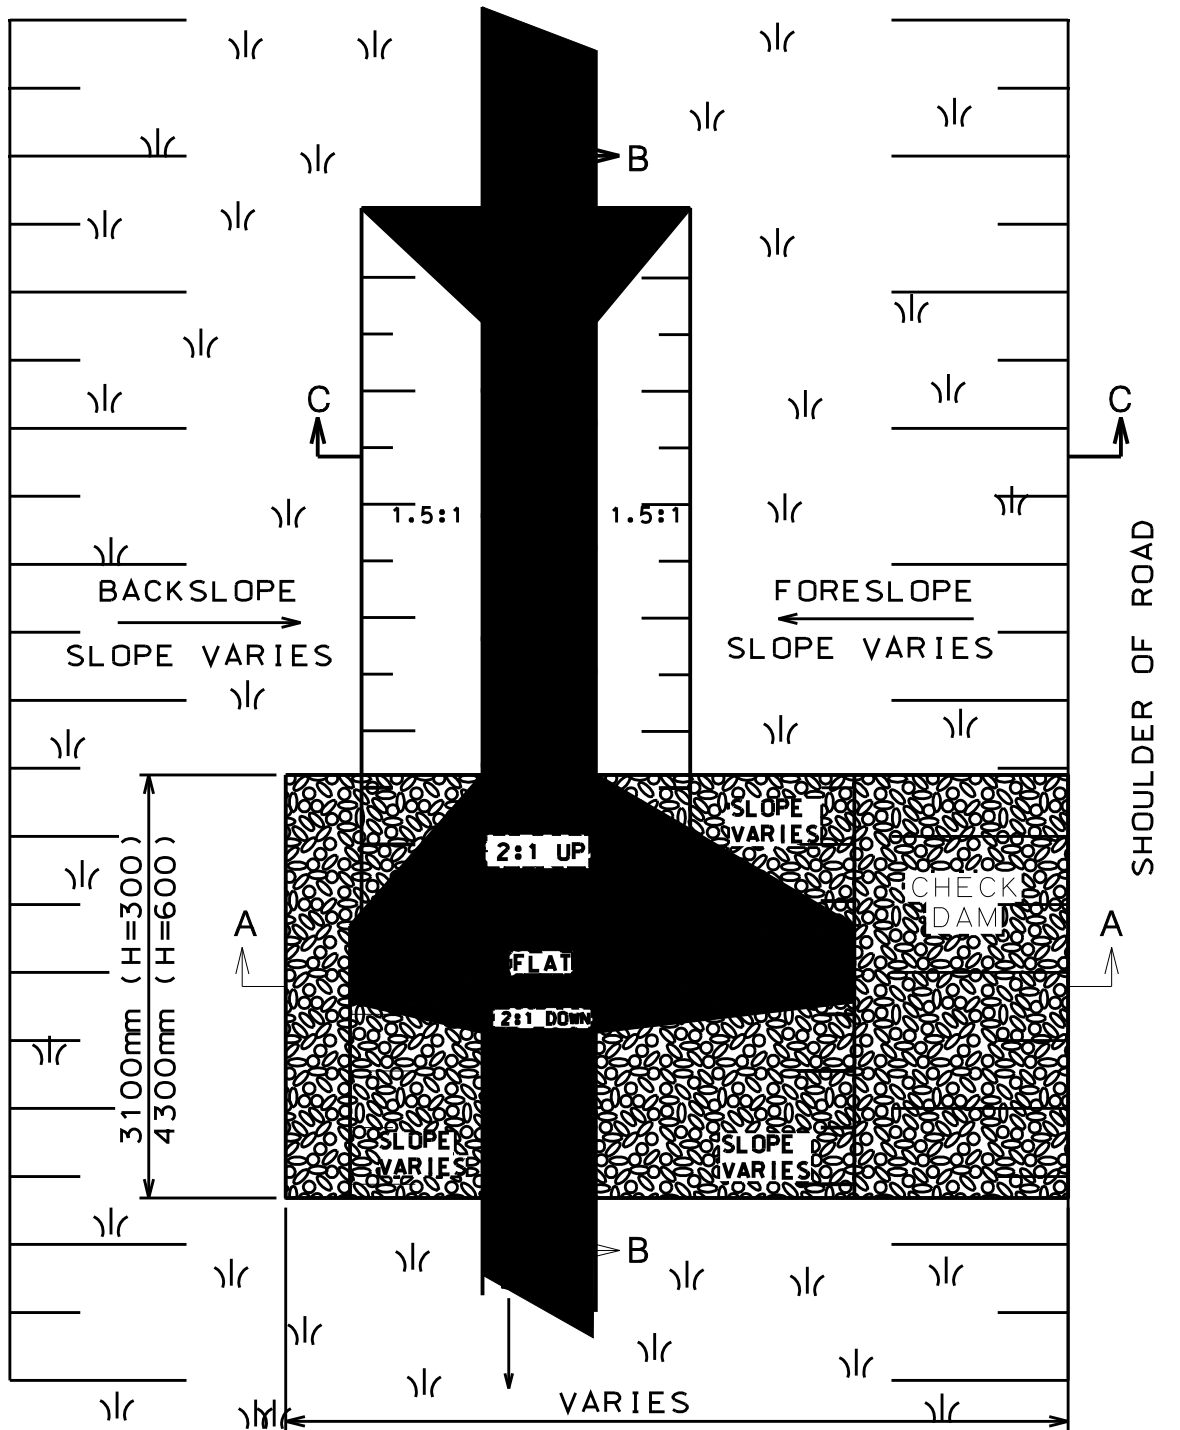 B
C
C
1.5:1
1.5:1
BACKSLOPE
SLOPE VARIES
FORESLOPE
SLOPE VARIES
SHOULDER OF ROAD
SLOPE
VARIES
2:1 UP
CHECK
DAM
3100mm (H=300)
4300mm (H=600)
A
A
FLAT
2:1 DOWN
SLOPE
VARIES
SLOPE
VARIES
B
VARIES